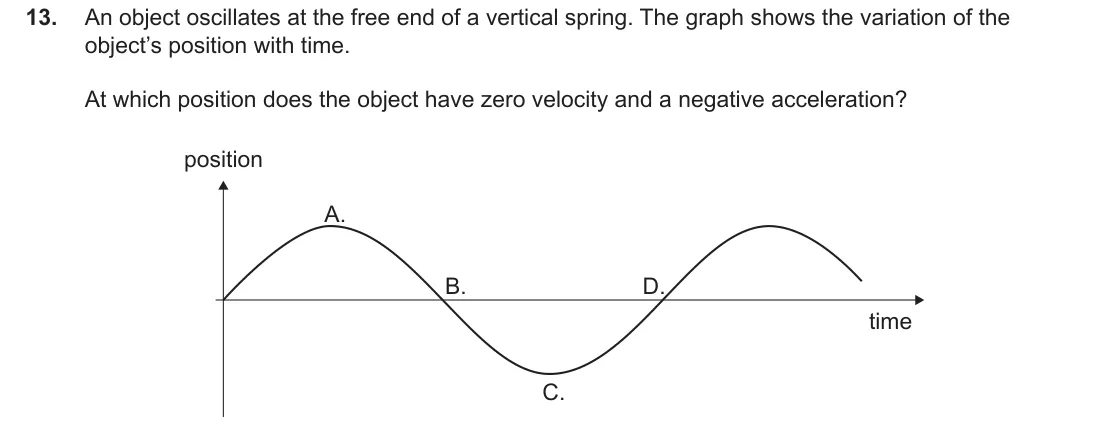 13. An object oscillates at the free end of a vertical spring. The graph shows the variation of the
object’s position with time.
At which position does the object have zero velocity and a negative acceleration?
position
A.
B.
D.
time
C.